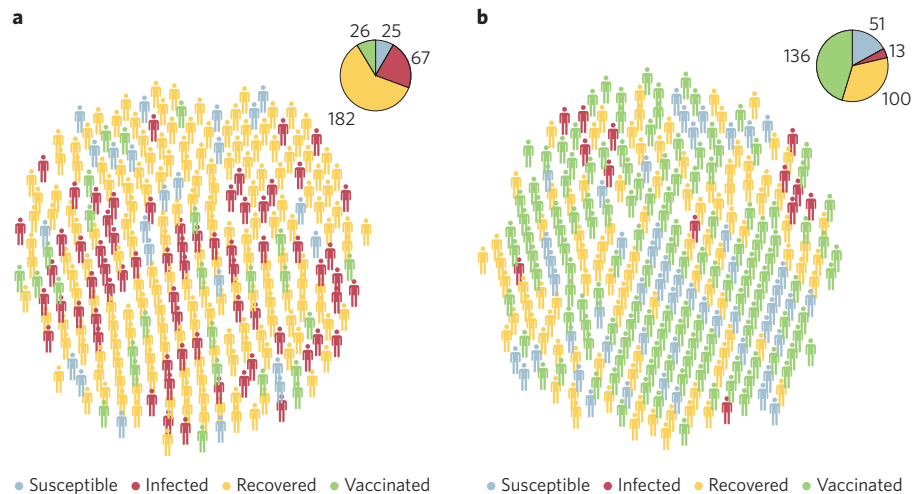 a
26
25
67
182
Susceptible
Infected
Recovered
Vaccinated
b
51
13
136
100
Susceptible
Infected
Recovered
Vaccinated